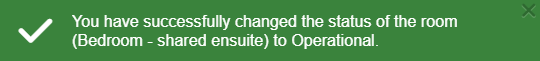 You have successfully changed the status of the room
(Bedroom - shared ensuite) to Operational.